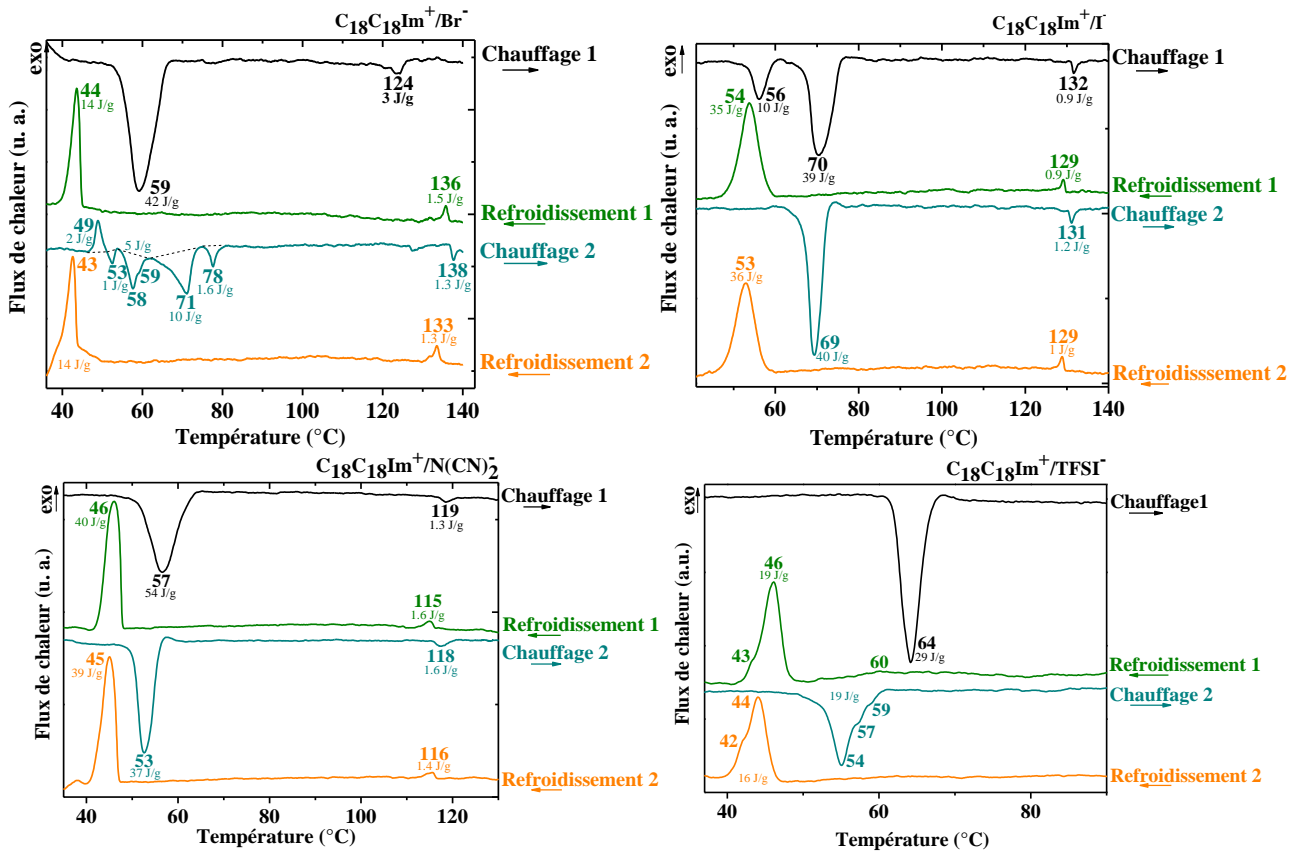 C18C18Im+/Br-
exo
Chauffage 1
124
3 J/g
44
14 J/g
59
42 J/g
136
1.5 J/g
Refroidissement 1
49
2 J/g
5 J/g
Chauffage 2
43
53
1 J/g
59
58
71
10 J/g
78
1.6 J/g
138
1.3 J/g
14 J/g
133
1.3 J/g
Refroidissement 2
Flux de chaleur (u. a.)
40 60 80 100 120 140
Température (°C)
C18C18Im+/I-
exo
Chauffage 1
56
10 J/g
132
0.9 J/g
54
35 J/g
70
39 J/g
129
0.9 J/g
Refroidissement 1
Chauffage 2
131
1.2 J/g
53
36 J/g
69
40 J/g
129
1 J/g
Refroidisssement 2
Flux de chaleur (u. a.)
60 80 100 120 140
Température (°C)
C18C18Im+/N(CN)2-
exo
Chauffage 1
119
1.3 J/g
46
40 J/g
57
54 J/g
115
1.6 J/g
Refroidissement 1
Chauffage 2
118
1.6 J/g
45
39 J/g
53
37 J/g
116
1.4 J/g
Refroidissement 2
Flux de chaleur (u. a.)
40 60 80 100 120
Température (°C)
C18C18Im+/TFSI-
exo
Chauffage1
46
19 J/g
43
64
29 J/g
60
Refroidissement 1
Chauffage 2
19 J/g
59
57
54
44
42
16 J/g
Refroidissement 2
Flux de chaleur (a.u.)
40 60 80
Température (°C)